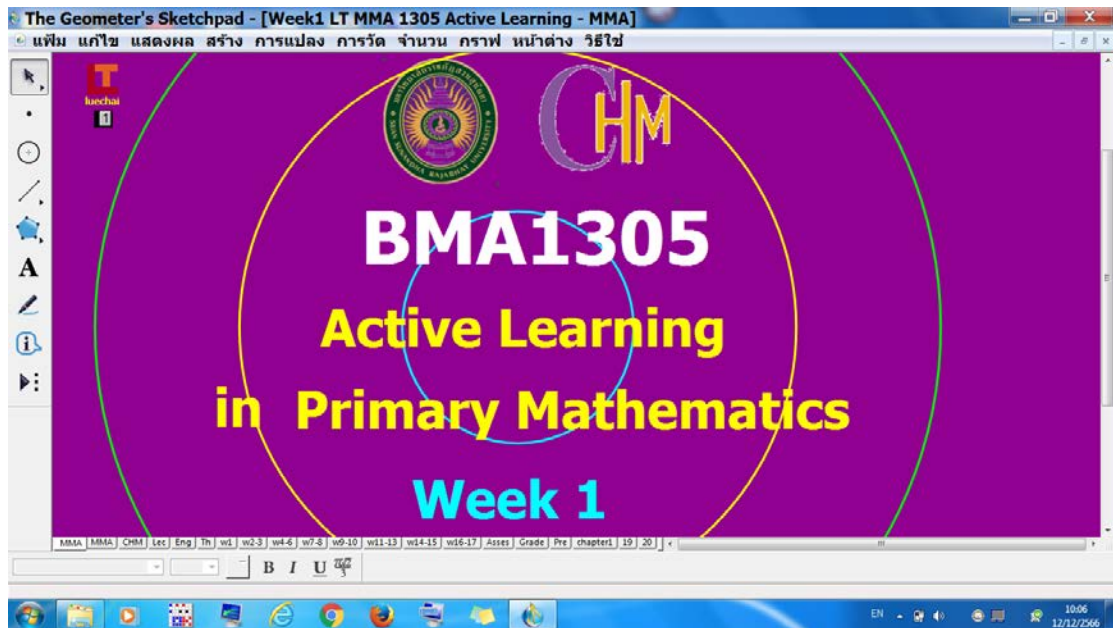 The Geometer's Sketchpad - [Week1 LT MMA 1305 Active Learning - MMA]
แฟ้ม แก้ไข แสดงผล สร้าง การแปลง การวัด จำนวน กราฟ หน้าต่าง วิธีใช้
LT
luechai
1
CHM
BMA1305
Active Learning
in Primary Mathematics
Week 1
A
MMA MMA CHM Lec Eng Th w1 w2-3 w4-6 w7-8 w9-10 w11-13 w14-15 w16-17 Asses Grade Pre chapter1 19 20
B I U
EN
10:06
12/12/2566